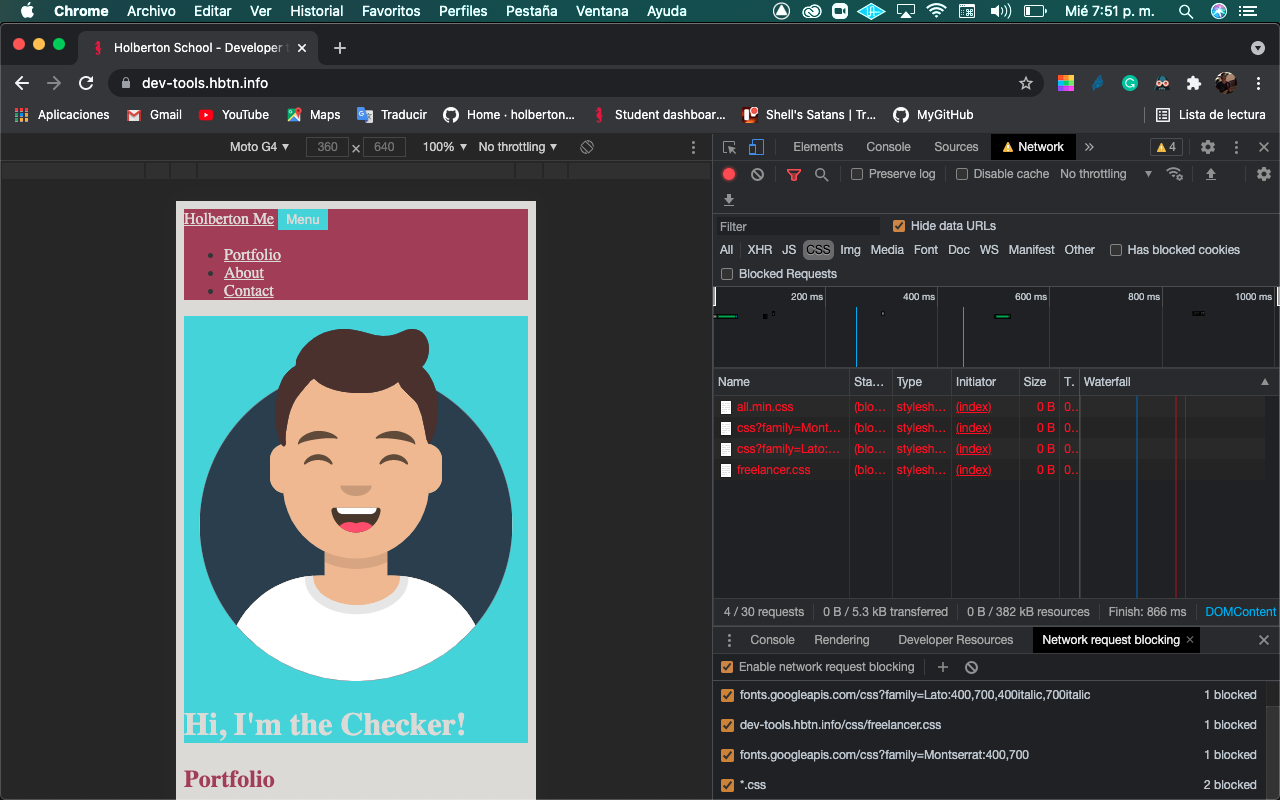 Chrome Archivo Editar Ver Historial Favoritos Perfiles Pestaña Ventana Ayuda Mié 7:51 p. m.
Holberton School - Developer
dev-tools.hbtn.info
Aplicaciones Gmail YouTube Maps Traducir Home · holberton... Student dashboar... Shell's Satans | Tr... MyGitHub Lista de lectura
Moto G4 ▼ 360 x 640 100% ▼ No throttling ▼
Elements Console Sources Network » 4
Preserve log Disable cache No throttling ▼
Filter Hide data URLs
All XHR JS CSS Img Media Font Doc WS Manifest Other Has blocked cookies
Blocked Requests
200 ms 400 ms 600 ms 800 ms 1000 ms
Name Sta... Type Initiator Size T. Waterfall
all.min.css (blo... stylesh... (index) 0 B 0..
css?family=Mont... (blo... stylesh... (index) 0 B 0..
css?family=Lato:... (blo... stylesh... (index) 0 B 0..
freelancer.css (blo... stylesh... (index) 0 B 0..
4 / 30 requests 0 B / 5.3 kB transferred 0 B / 382 kB resources Finish: 866 ms DOMContent
Console Rendering Developer Resources Network request blocking ×
Enable network request blocking
fonts.googleapis.com/css?family=Lato:400,700,400italic,700italic 1 blocked
dev-tools.hbtn.info/css/freelancer.css 1 blocked
fonts.googleapis.com/css?family=Montserrat:400,700 1 blocked
*.css 2 blocked
Holberton Me Menu
Portfolio
About
Contact
Hi, I'm the Checker!
Portfolio